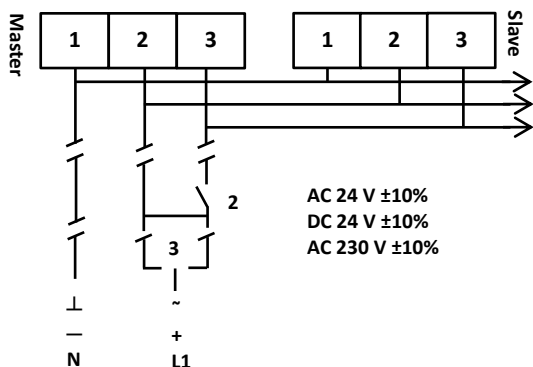 Master
1 2 3
1 2 3
Slave
2
AC 24 V ±10%
DC 24 V ±10%
AC 230 V ±10%
3
⊥ ~
— +
N L1